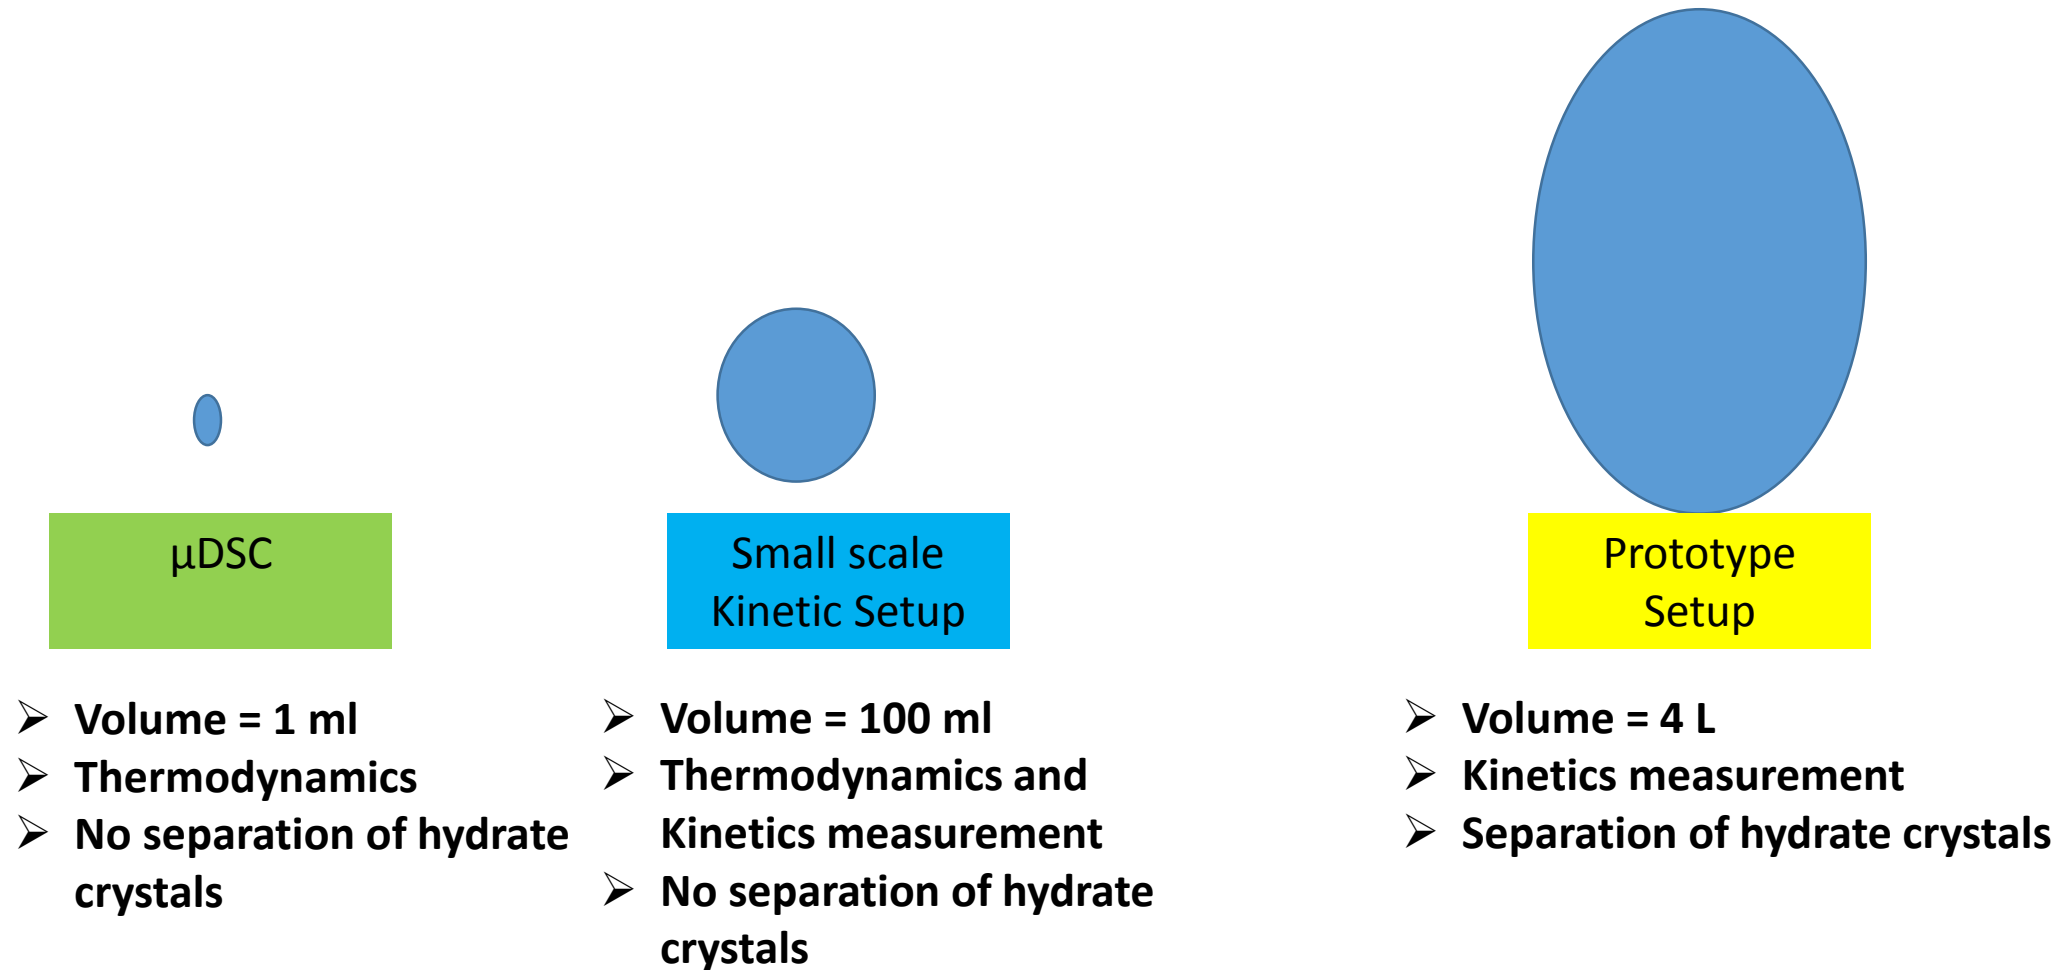 µDSC
Small scale
Kinetic Setup
Prototype
Setup
➢ Volume = 1 ml
➢ Thermodynamics
➢ No separation of hydrate
crystals
➢ Volume = 100 ml
➢ Thermodynamics and
Kinetics measurement
➢ No separation of hydrate
crystals
➢ Volume = 4 L
➢ Kinetics measurement
➢ Separation of hydrate crystals